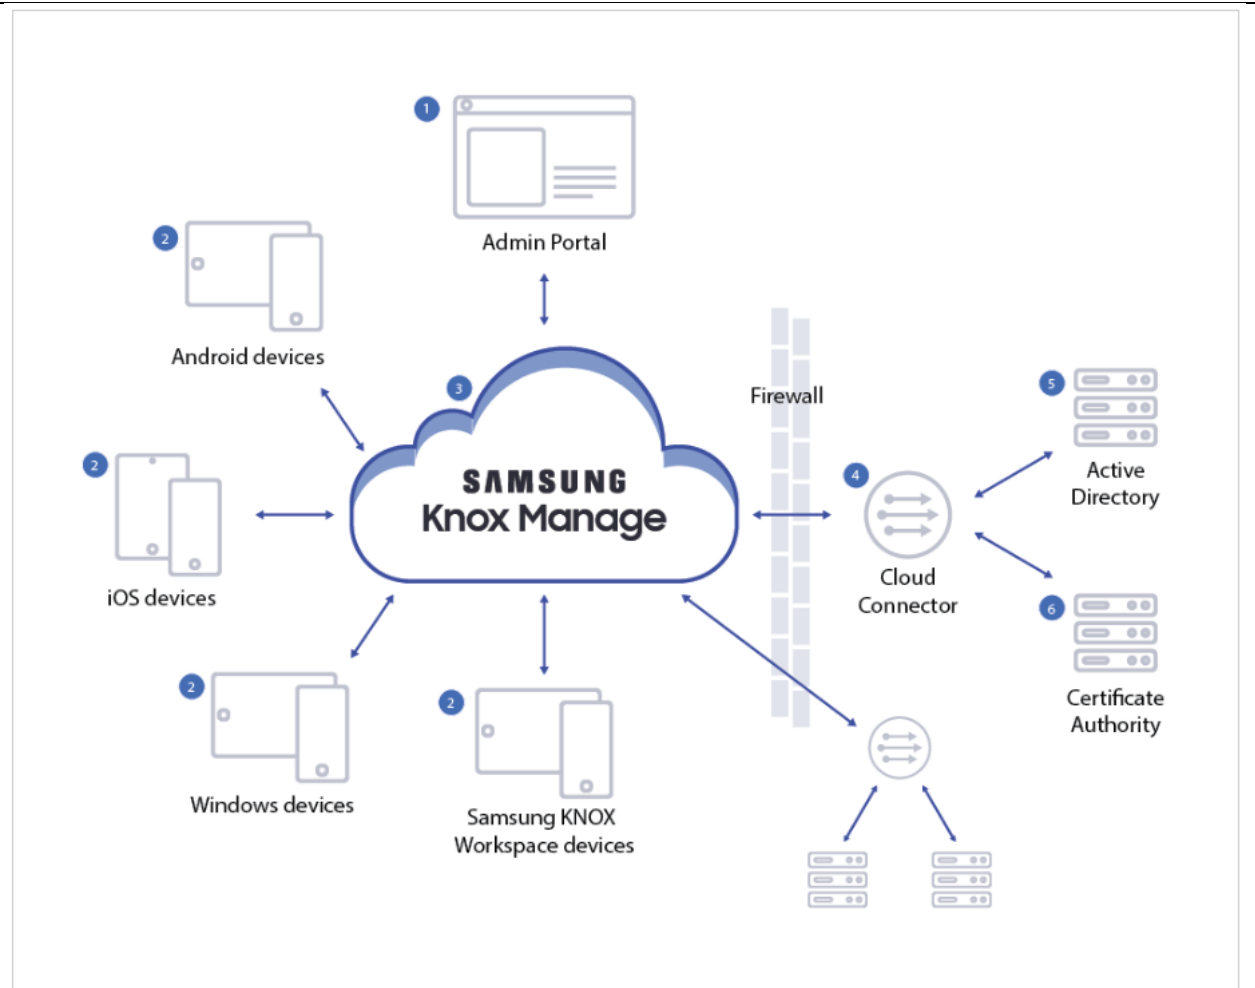 1
Admin Portal
2
Android devices
3
Firewall
5
Active
Directory
2
iOS devices
SAMSUNG
Knox Manage
4
Cloud
Connector
6
Certificate
Authority
2
Windows devices
2
Samsung KNOX
Workspace devices